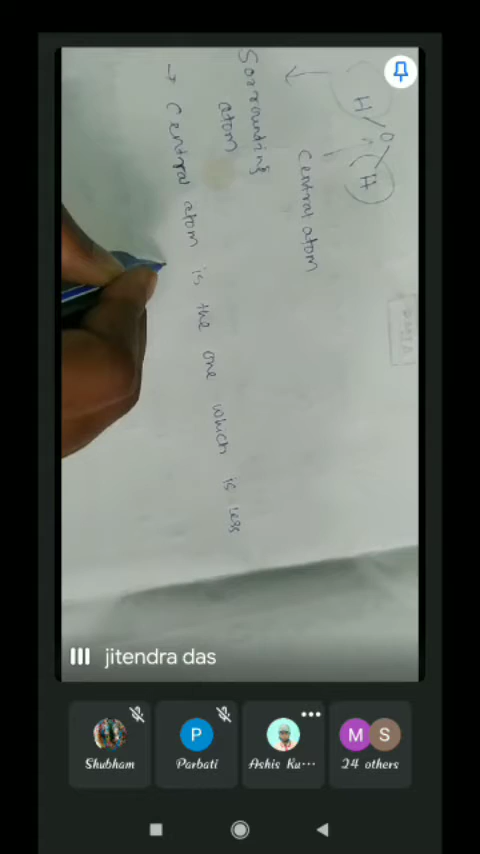 H O H
Central atom
Sorrounting
atom
→ Central atom is the one which is less
jitendra das
Shubham
Parbati
Ashis Ku...
M S
24 others
P